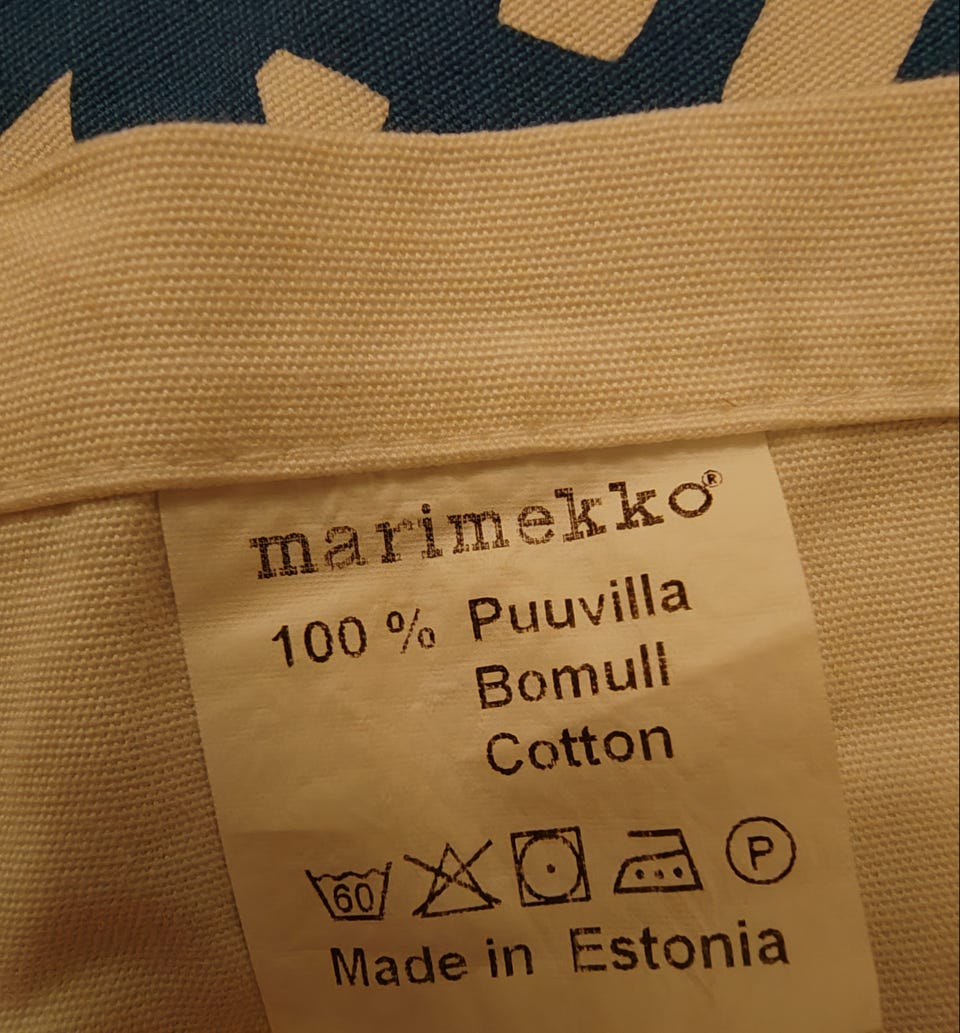 marimekko®
100 % Puuvilla
Bomull
Cotton
60 P
Made in Estonia